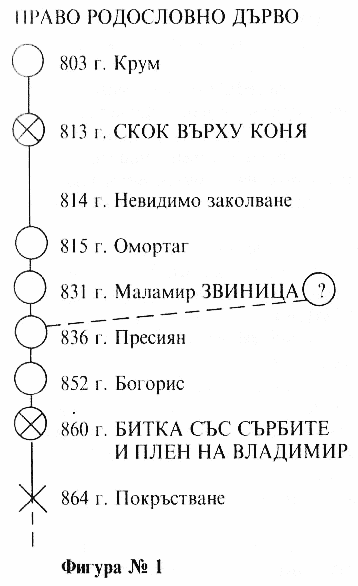 ПРАВО РОДОСЛОВНО ДЪРВО
803 г. Крум
813 г. СКОК ВЪРХУ КОНЯ
814 г. Невидимо заколване
815 г. Омортаг
831 г. Маламир ЗВИНИЦА ?
836 г. Пресиян
852 г. Богорис
860 г. БИТКА СЪС СЪРБИТЕ
И ПЛЕН НА ВЛАДИМИР
864 г. Покръстване
Фигура № 1